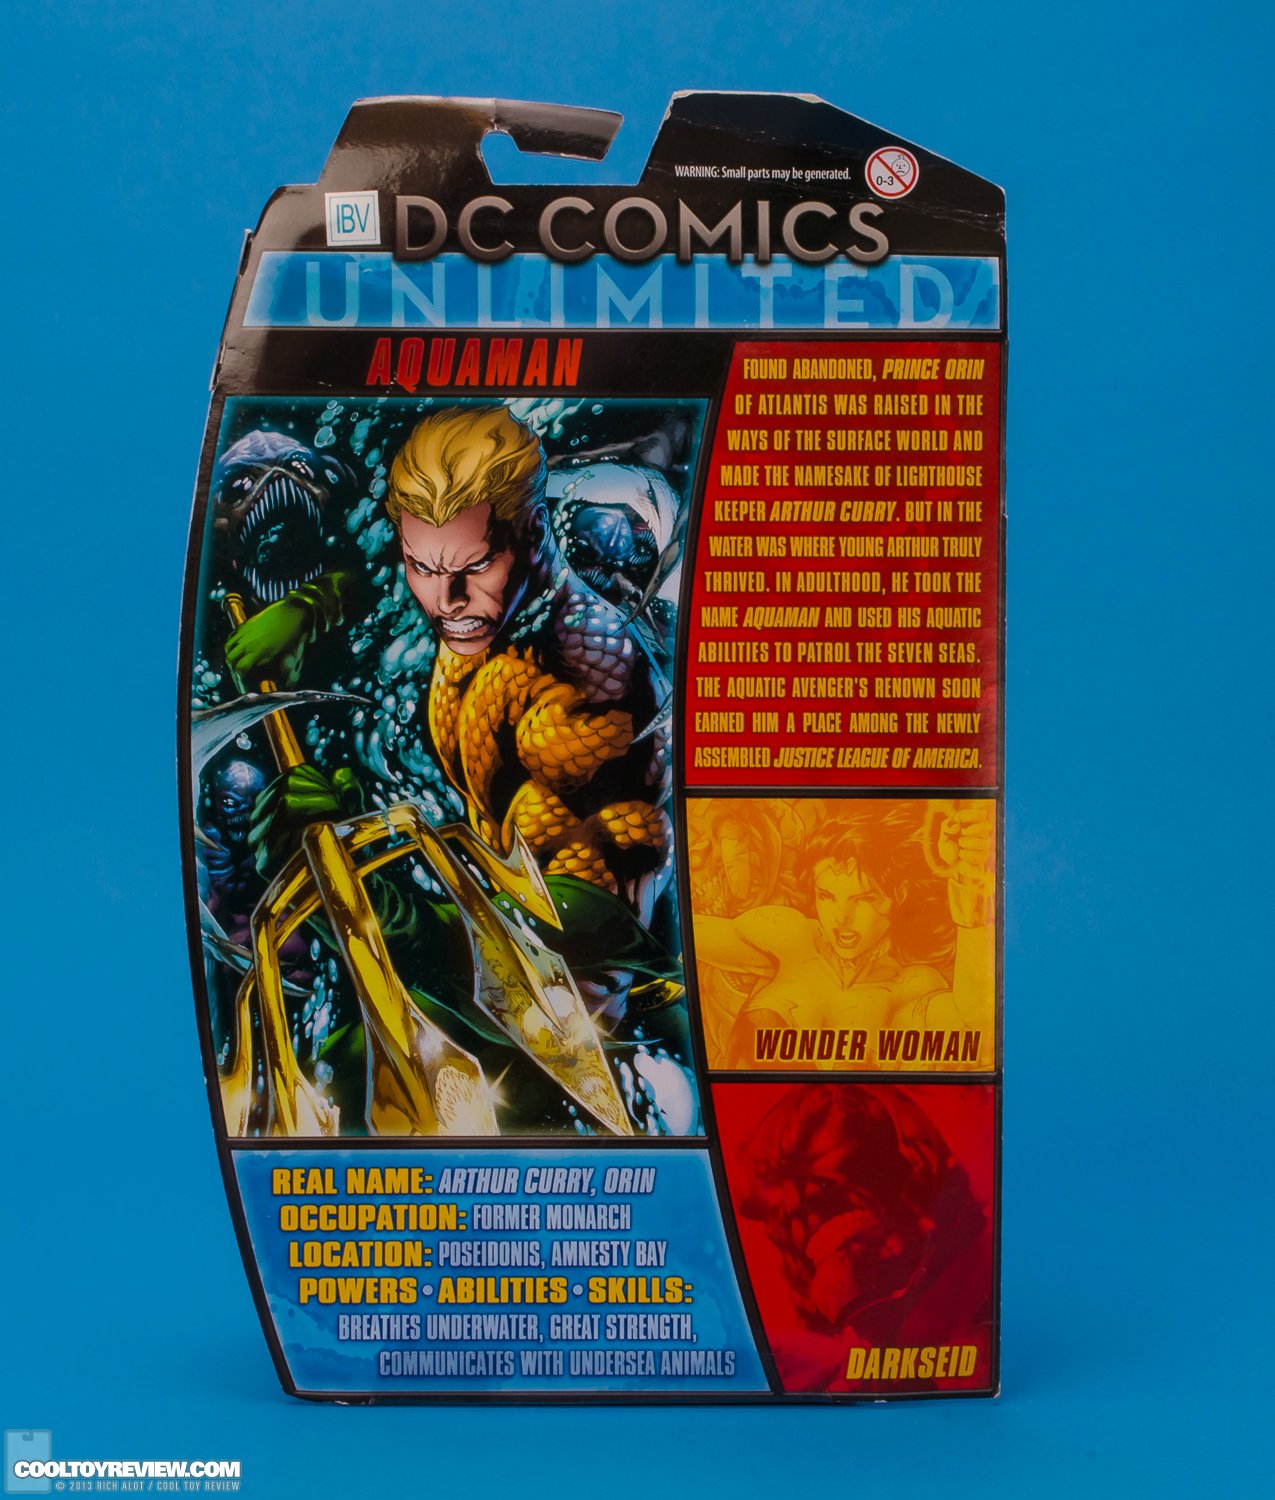 WARNING: Small parts may be generated.
0-3
IBV
DC COMICS
UNLIMITED
AQUAMAN
FOUND ABANDONED, PRINCE ORIN
OF ATLANTIS WAS RAISED IN THE
WAYS OF THE SURFACE WORLD AND
MADE THE NAMESAKE OF LIGHTHOUSE
KEEPER ARTHUR CURRY. BUT IN THE
WATER WAS WHERE YOUNG ARTHUR TRULY
THRIVED. IN ADULTHOOD, HE TOOK THE
NAME AQUAMAN AND USED HIS AQUATIC
ABILITIES TO PATROL THE SEVEN SEAS.
THE AQUATIC AVENGER'S RENOWN SOON
EARNED HIM A PLACE AMONG THE NEWLY
ASSEMBLED JUSTICE LEAGUE OF AMERICA.
WONDER WOMAN
DARKSEID
REAL NAME: ARTHUR CURRY, ORIN
OCCUPATION: FORMER MONARCH
LOCATION: POSEIDONIS, AMNESTY BAY
POWERS • ABILITIES • SKILLS:
BREATHES UNDERWATER, GREAT STRENGTH,
COMMUNICATES WITH UNDERSEA ANIMALS
COOLTOYREVIEW.COM
© 2013 RICH ALOT / COOL TOY REVIEW